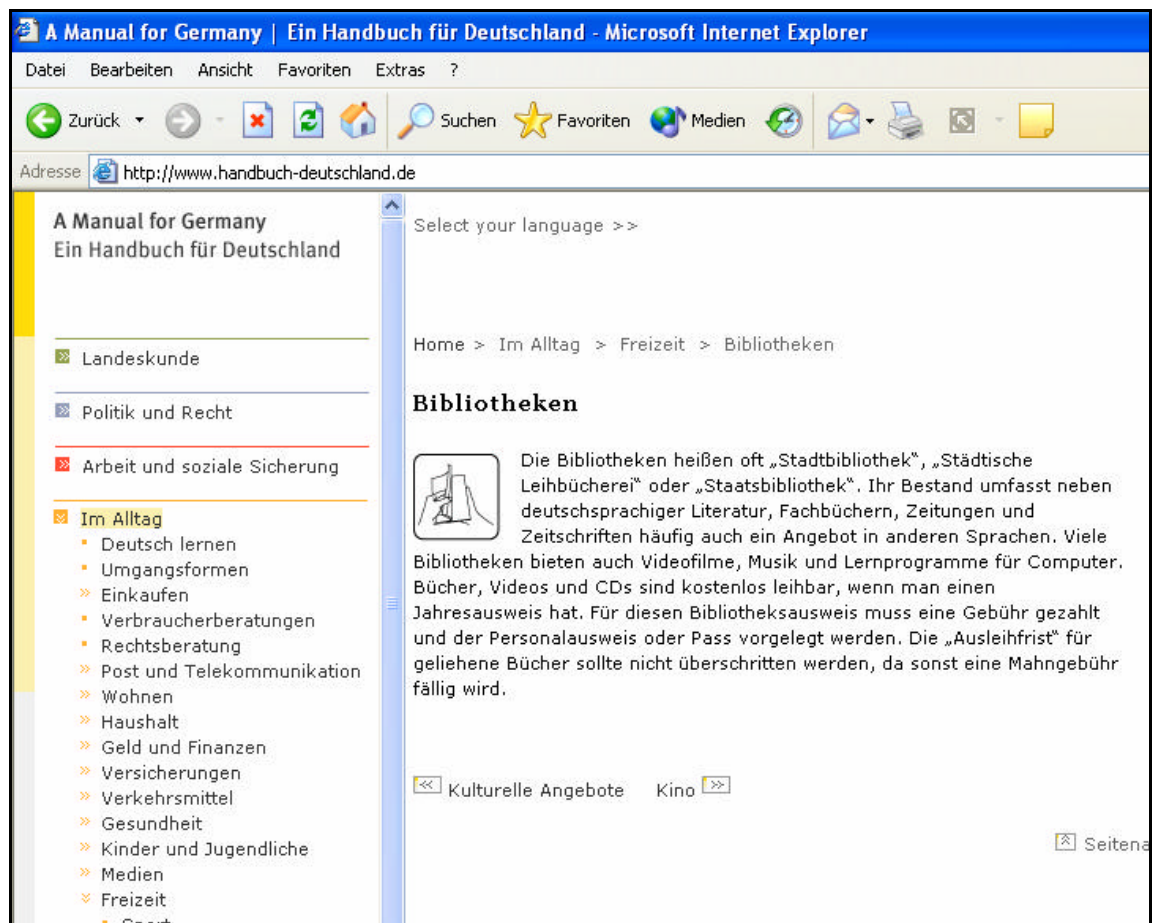 A Manual for Germany | Ein Handbuch für Deutschland - Microsoft Internet Explorer
Datei Bearbeiten Ansicht Favoriten Extras ?
Zurück Suchen Favoriten Medien
Adresse http://www.handbuch-deutschland.de
A Manual for Germany
Ein Handbuch für Deutschland
Landeskunde
Politik und Recht
Arbeit und soziale Sicherung
Im Alltag
Deutsch lernen
Umgangsformen
Einkaufen
Verbraucherberatungen
Rechtsberatung
Post und Telekommunikation
Wohnen
Haushalt
Geld und Finanzen
Versicherungen
Verkehrsmittel
Gesundheit
Kinder und Jugendliche
Medien
Freizeit
Select your language >>
Home > Im Alltag > Freizeit > Bibliotheken
Bibliotheken
Die Bibliotheken heißen oft „Stadtbibliothek“, „Städtische
Leihbücherei“ oder „Staatsbibliothek“. Ihr Bestand umfasst neben
deutschsprachiger Literatur, Fachbüchern, Zeitungen und
Zeitschriften häufig auch ein Angebot in anderen Sprachen. Viele
Bibliotheken bieten auch Videofilme, Musik und Lernprogramme für Computer.
Bücher, Videos und CDs sind kostenlos leihbar, wenn man einen
Jahresausweis hat. Für diesen Bibliotheksausweis muss eine Gebühr gezahlt
und der Personalausweis oder Pass vorgelegt werden. Die „Ausleihfrist“ für
geliehene Bücher sollte nicht überschritten werden, da sonst eine Mahngebühr
fällig wird.
Kulturelle Angebote Kino
Seitena